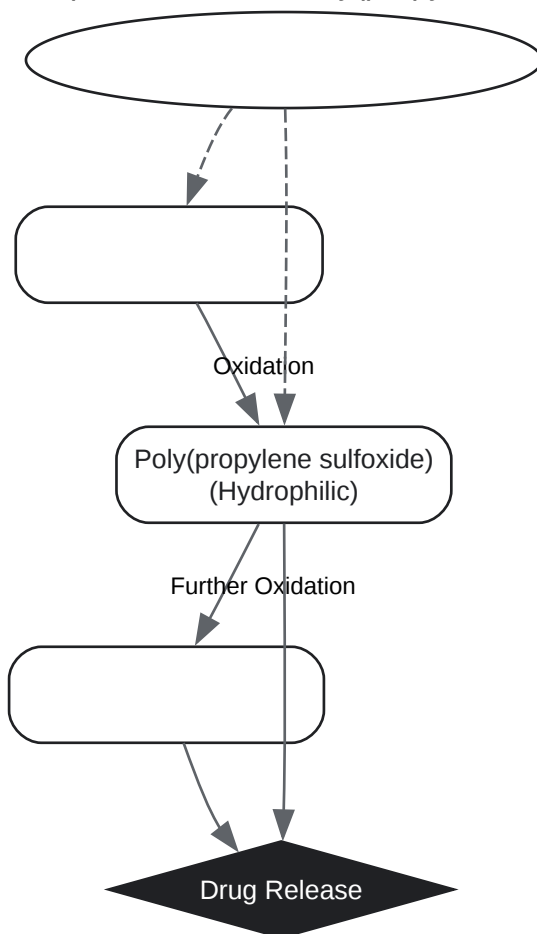 Oxidation
Poly(propylene sulfoxide)
(Hydrophilic)
Further Oxidation
Drug Release